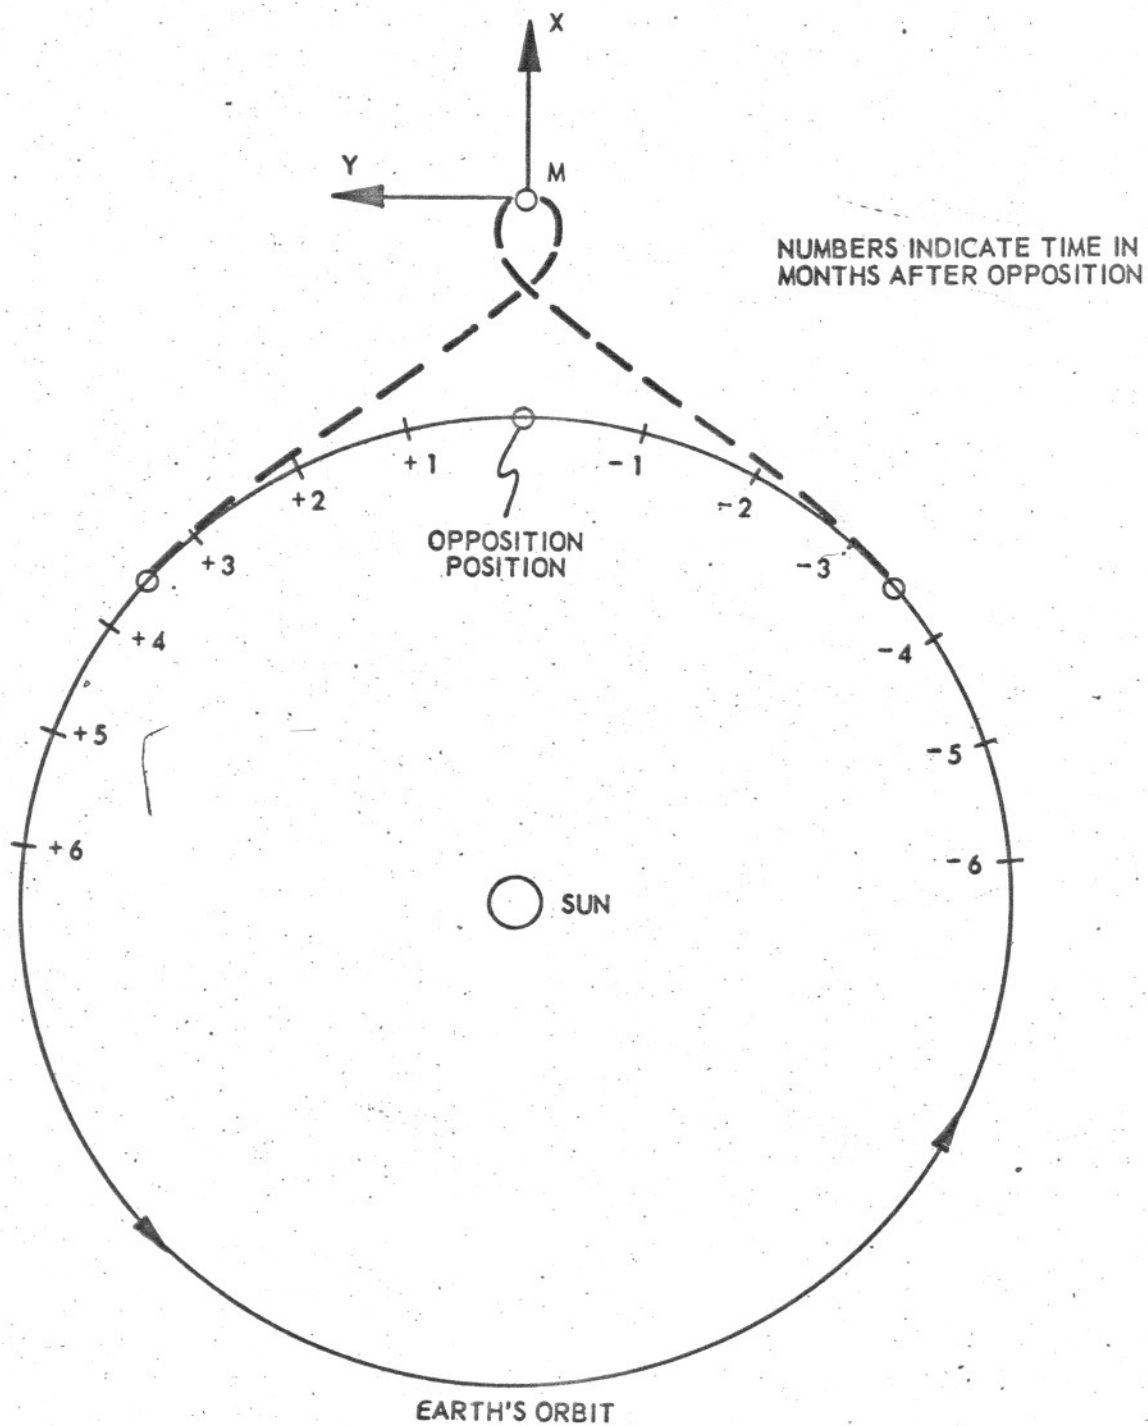 X
Y
M
NUMBERS INDICATE TIME IN
MONTHS AFTER OPPOSITION
+1
-1
+2
-2
OPPOSITION
POSITION
+3
-3
+4
-4
+5
-5
+6
-6
SUN
EARTH'S ORBIT